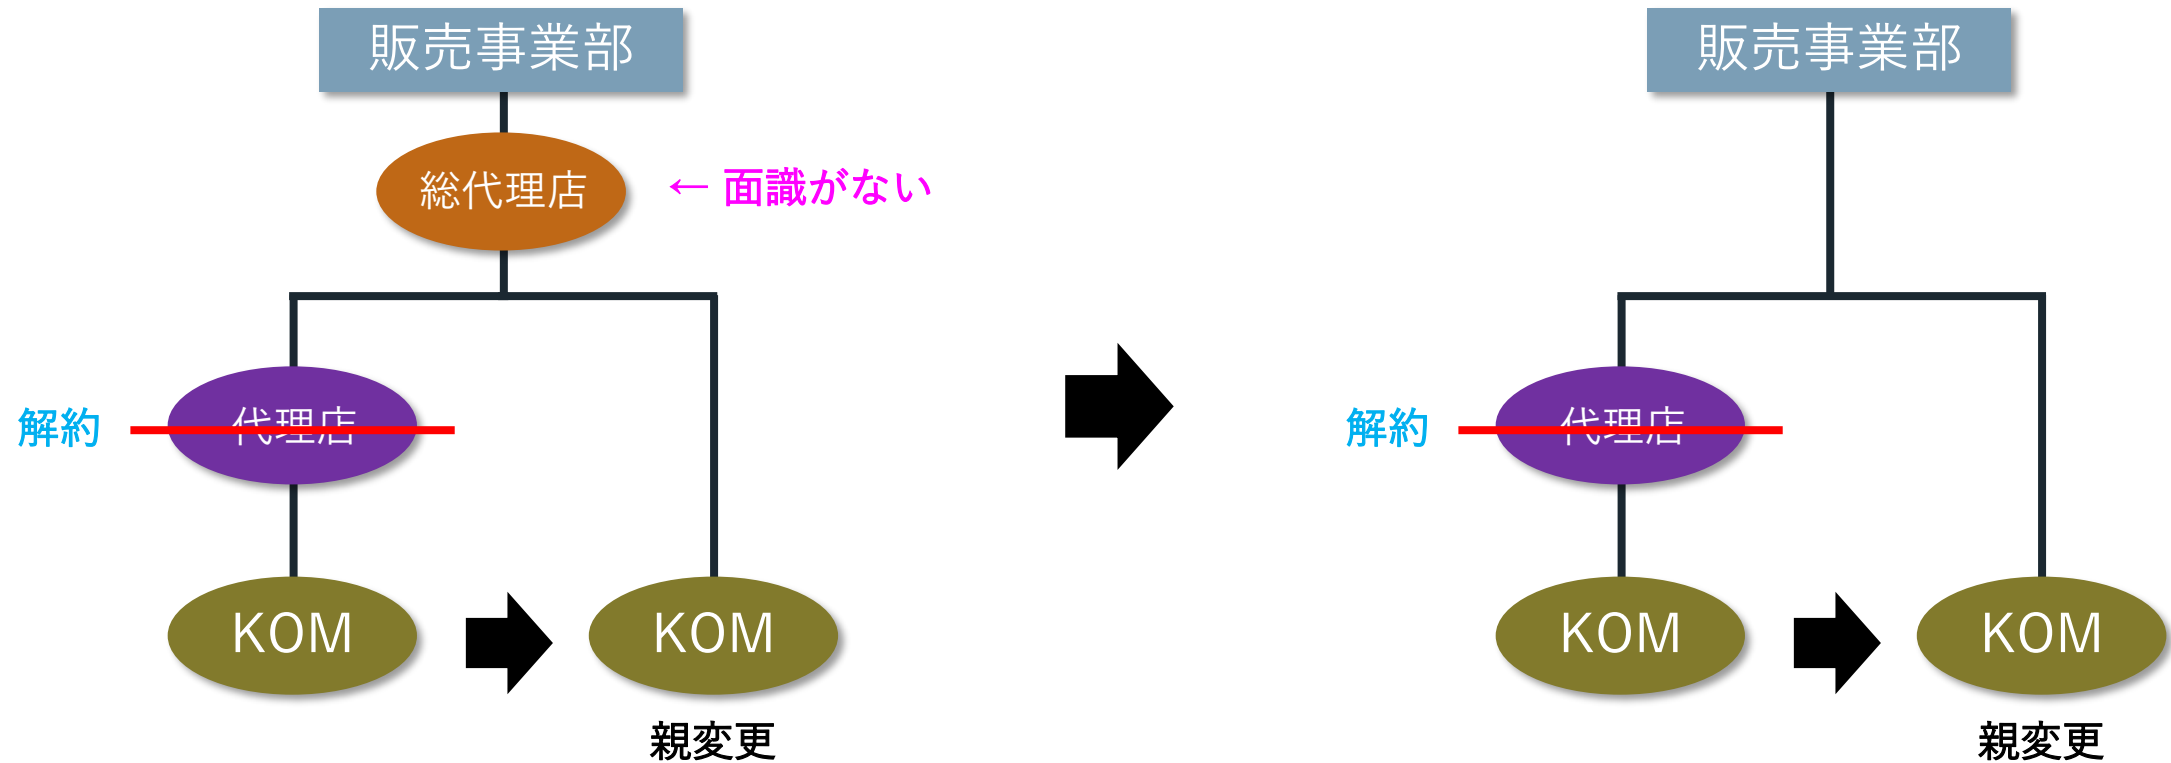 販売事業部
総代理店
← 面識がない
解約
代理店
KOM
KOM
親変更
販売事業部
解約
代理店
KOM
KOM
親変更